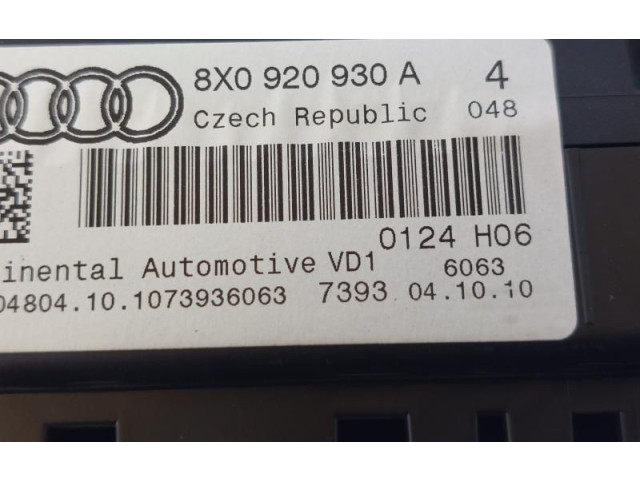 8X0 920 930 A 4
Czech Republic 048
0124 H06
inental Automotive VD1 6063
04804.10.1073936063 7393 04.10.10